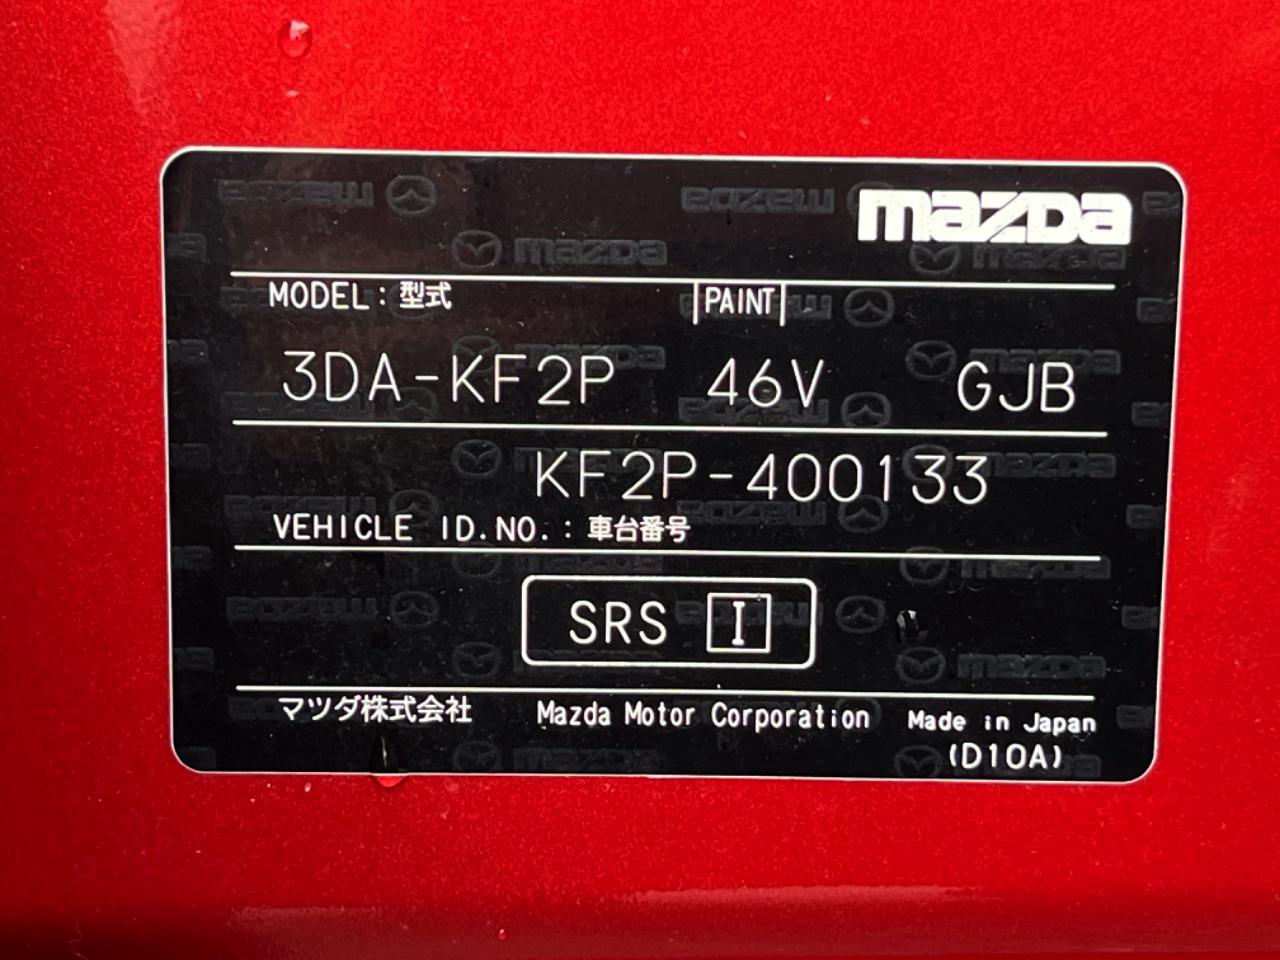 mazda
MODEL : 型式 |PAINT|
3DA-KF2P 46V GJB
KF2P-400133
VEHICLE ID.NO. : 車台番号
SRS I
マツダ株式会社 Mazda Motor Corporation Made in Japan
(D10A)